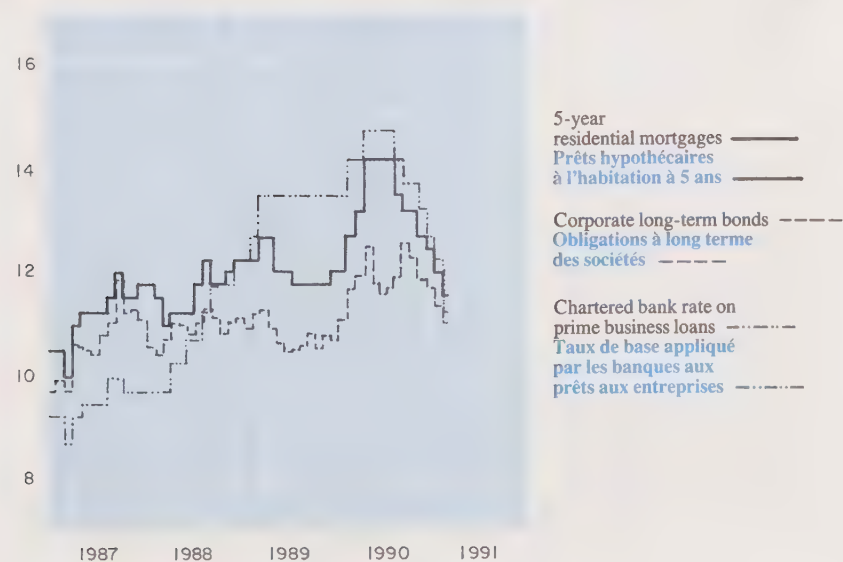 16
14
12
10
8
1987 1988 1989 1990 1991
5-year
residential mortgages
Prêts hypothécaires
à l'habitation à 5 ans
Corporate long-term bonds
Obligations à long terme
des sociétés
Chartered bank rate on
prime business loans
Taux de base appliqué
par les banques aux
prêts aux entreprises